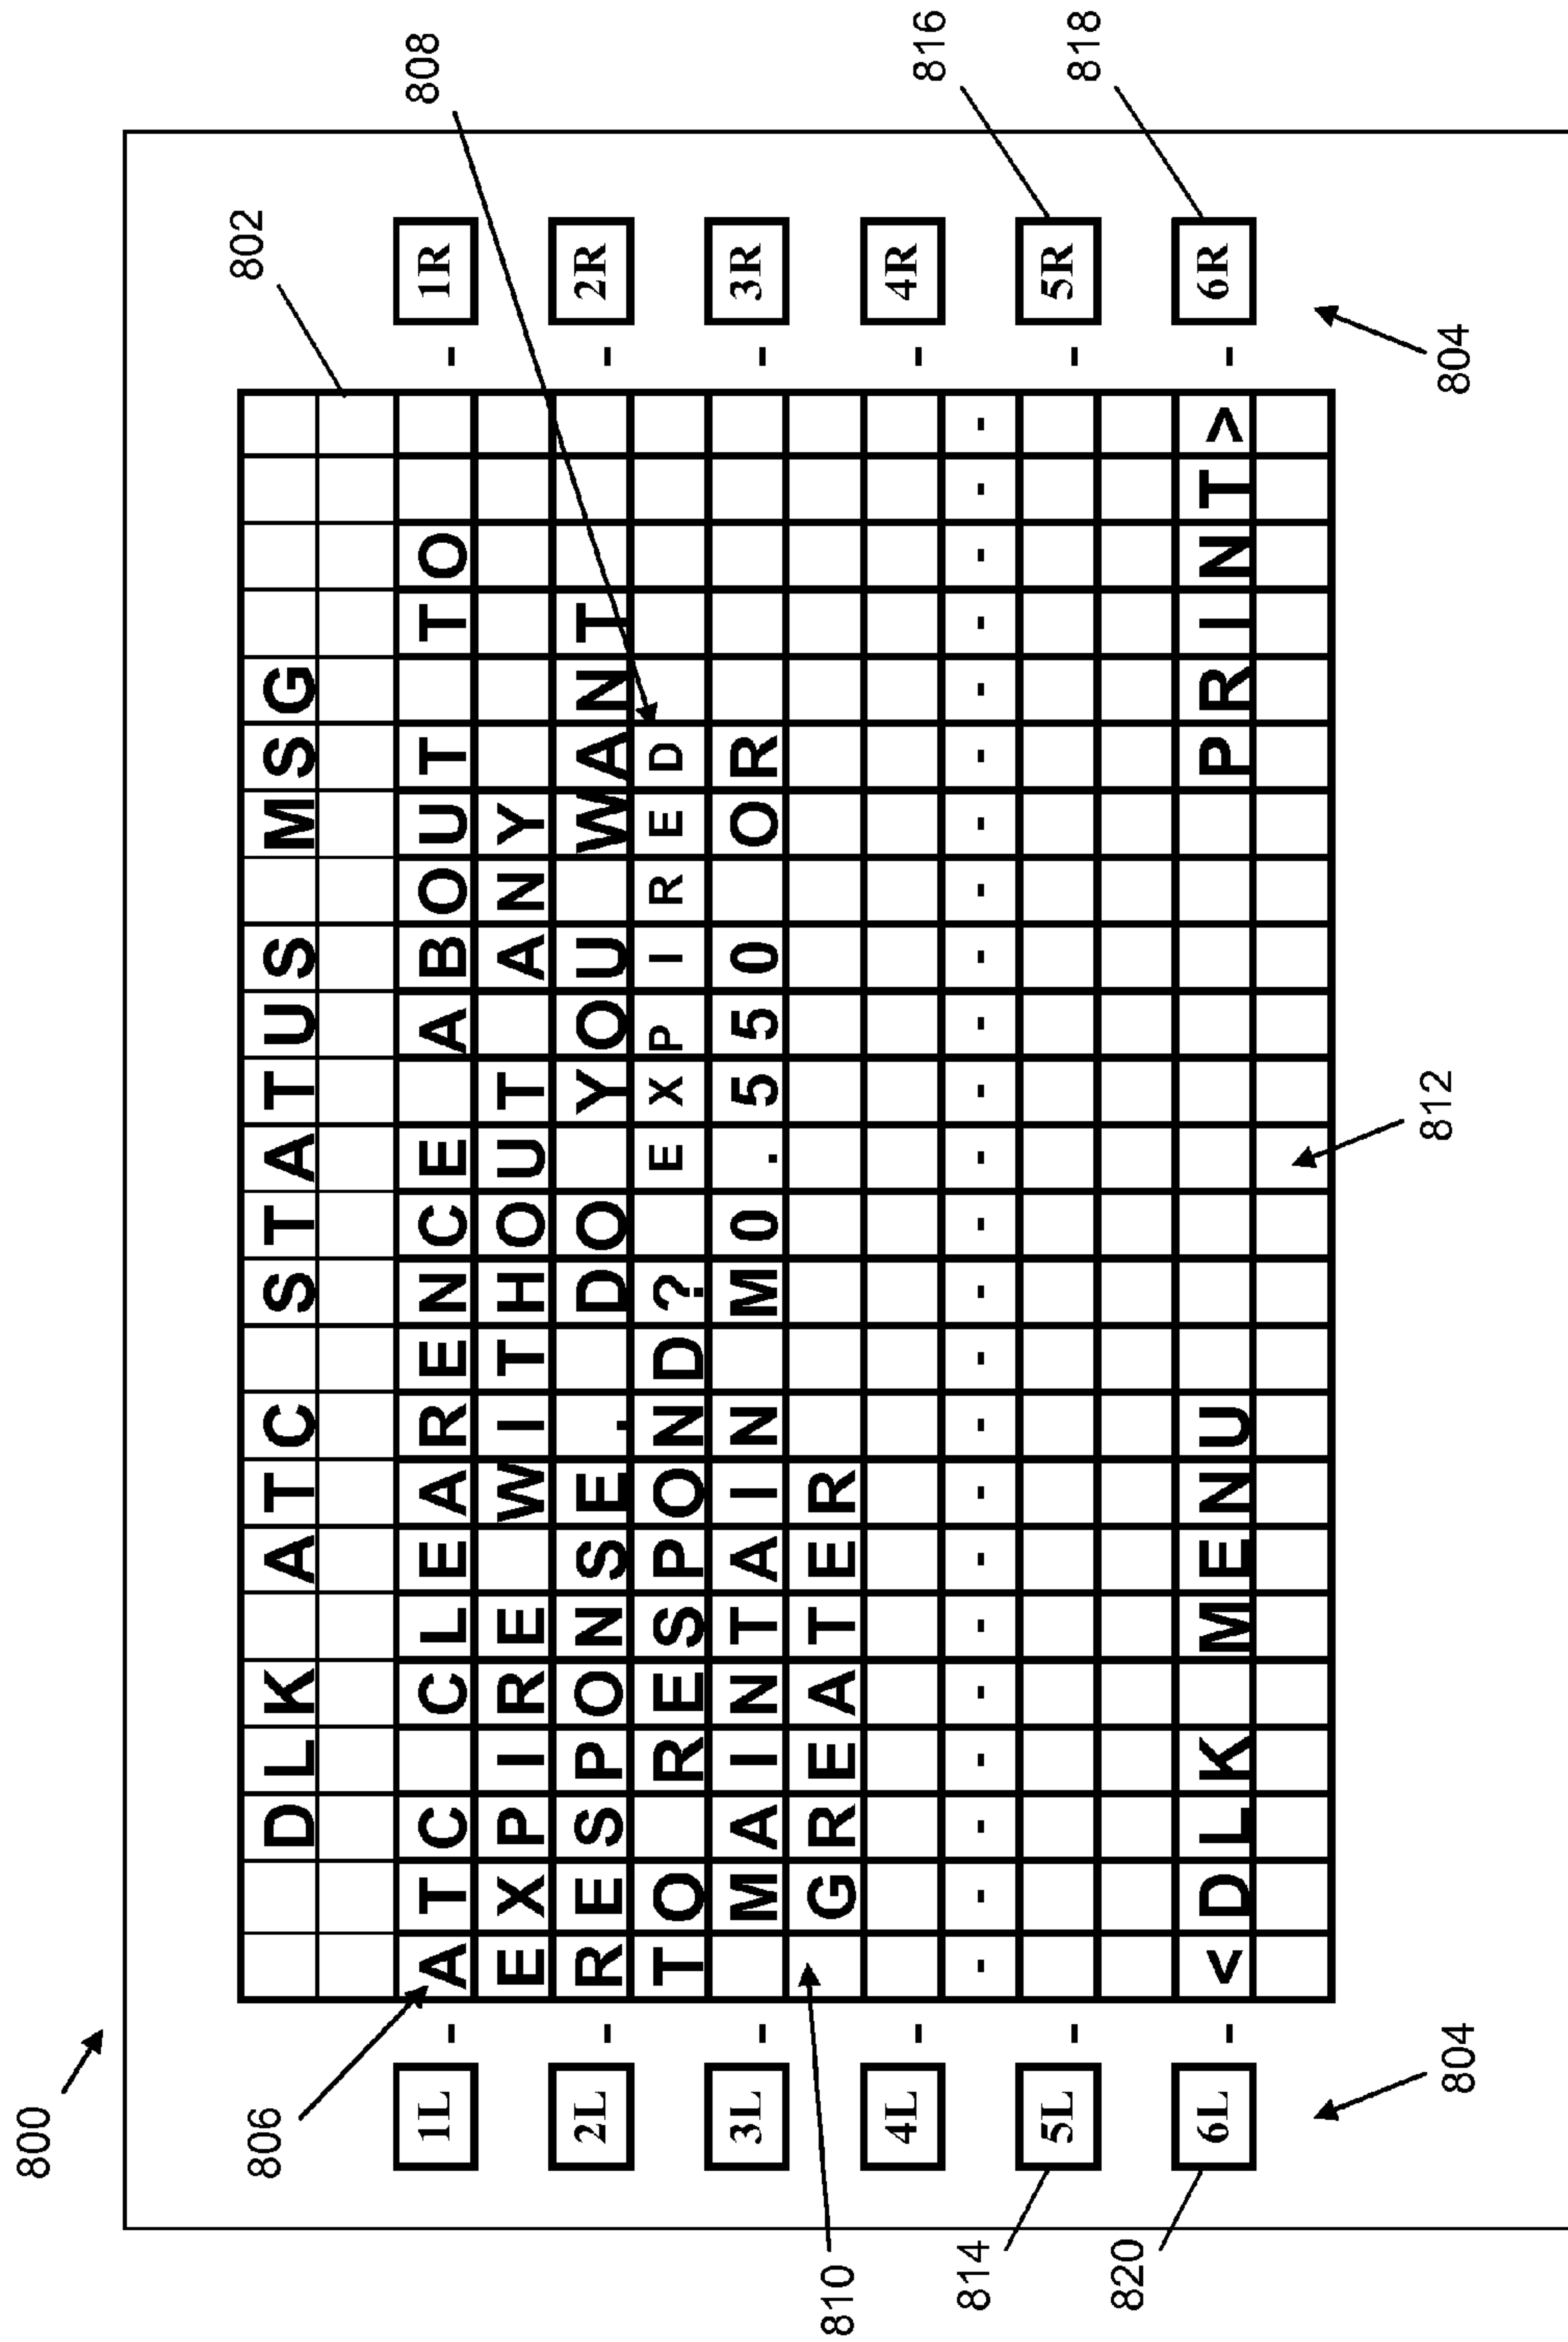 800
806
802
808
DLK ATC STATUS MSG
1L - ATC CLEARENCE ABOUT TO - 1R
EXPIRE WITHOUT ANY
2L - RESPONSE. DO YOU WANT - 2R
TO RESPOND? EXPIRED
3L - MAINTAIN M0.550 OR - 3R
GREATER
810
4L - - 4R
816
------------------------
814
5L - - 5R
818
820
6L - <DLK MENU PRINT> - 6R
804
812
804